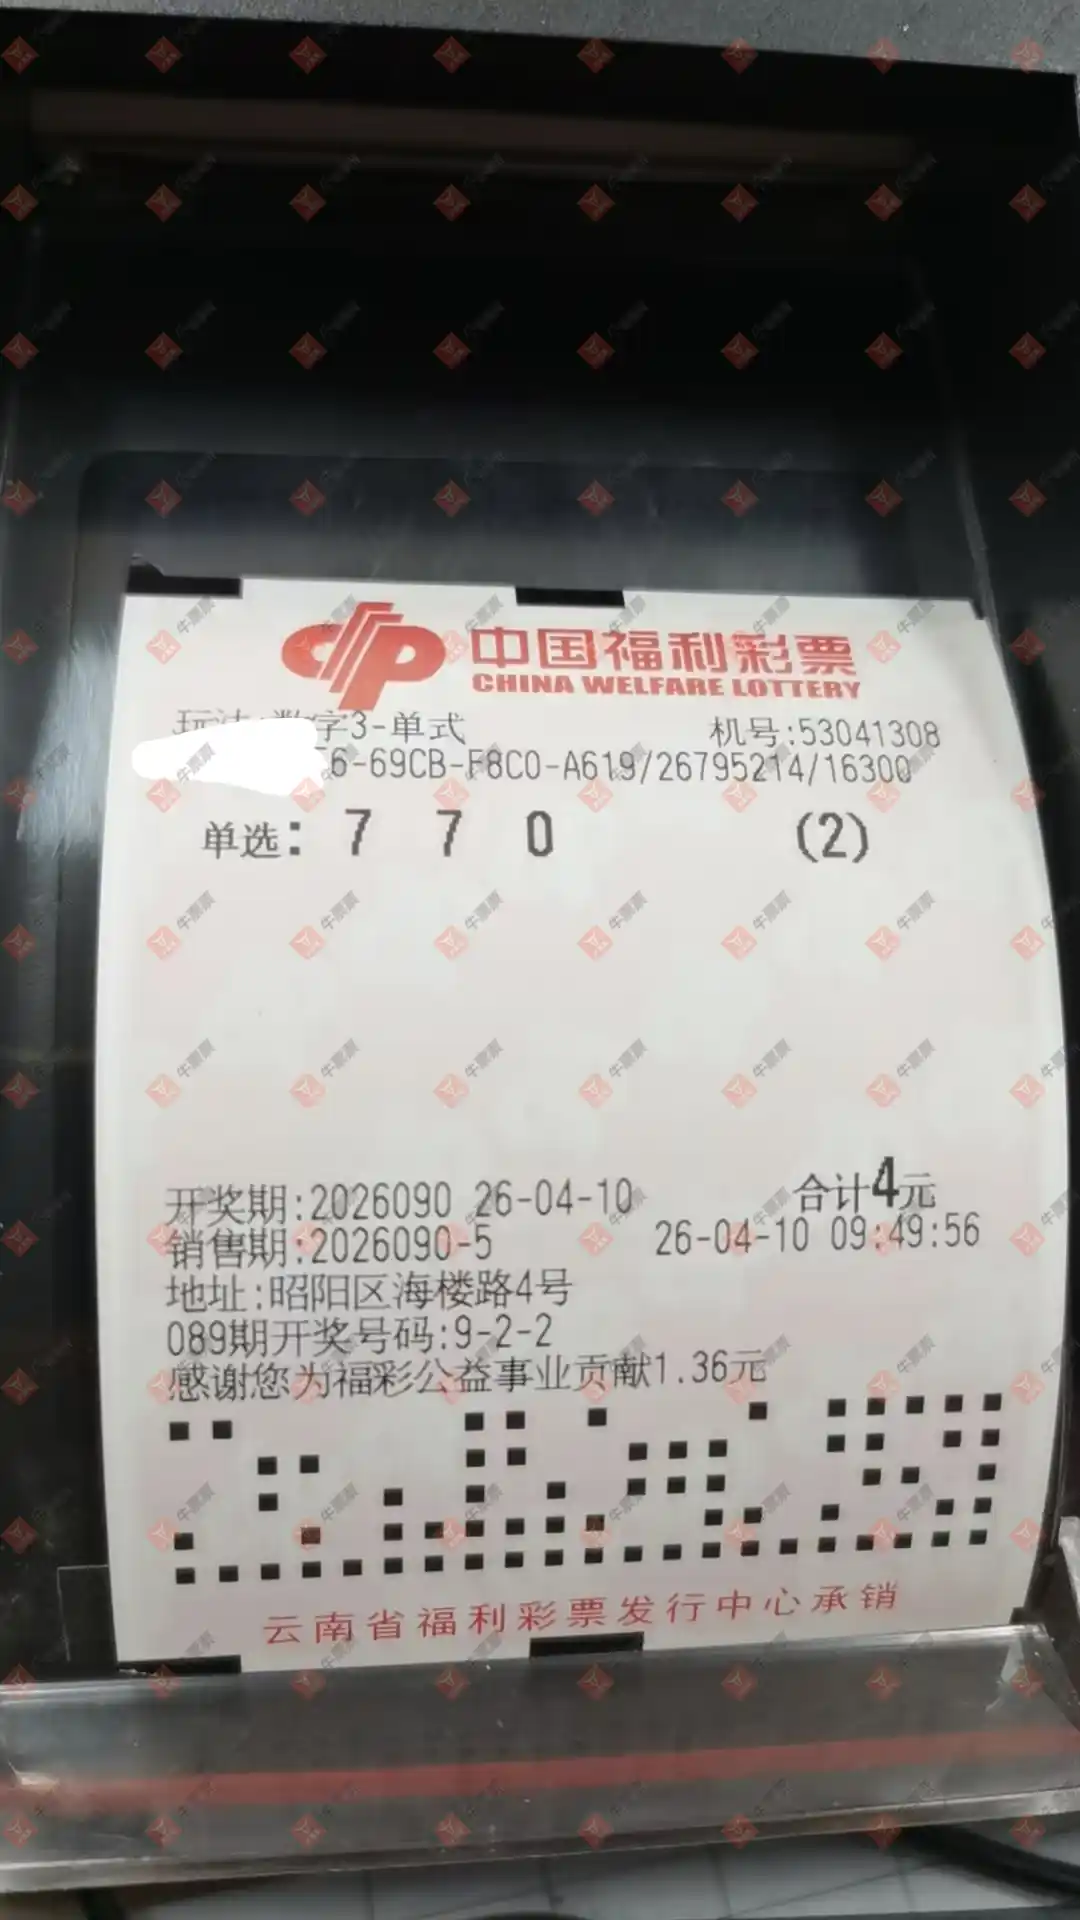 中国福利彩票
CHINA WELFARE LOTTERY
玩法:数字3-单式 机号:53041308
6-69CB-F8C0-A619/26795214/16300
单选: 7 7 0 (2)
开奖期:2026090 26-04-10 合计4元
销售期:2026090-5 26-04-10 09:49:56
地址:昭阳区海楼路4号
089期开奖号码:9-2-2
感谢您为福彩公益事业贡献1.36元
云南省福利彩票发行中心承销
牛票票